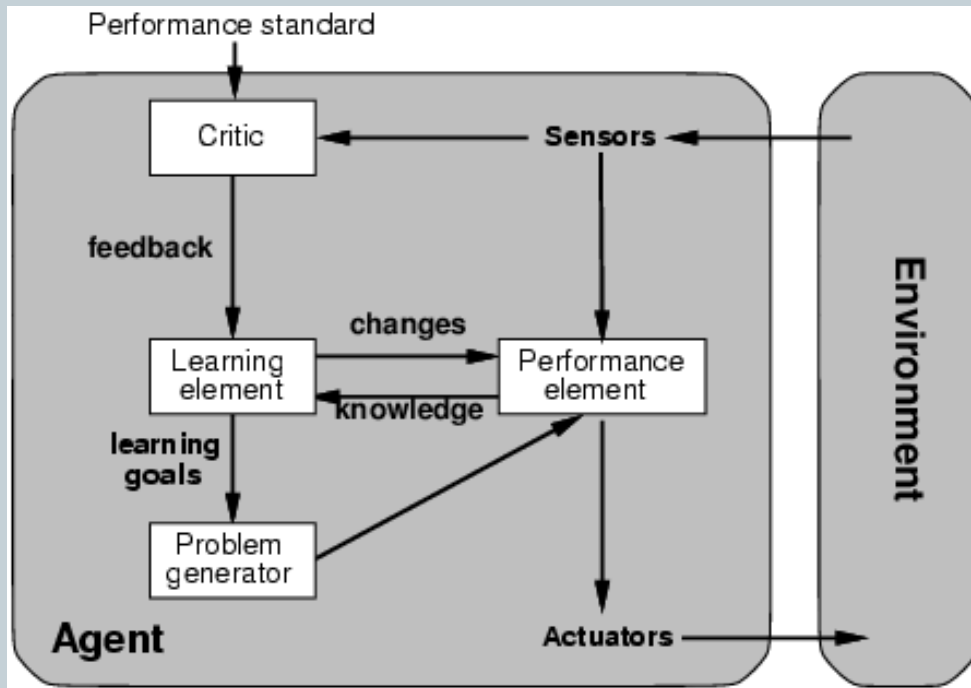 Performance standard
Critic
Sensors
feedback
changes
Learning
element
Performance
element
knowledge
learning
goals
Problem
generator
Agent
Actuators
Environment